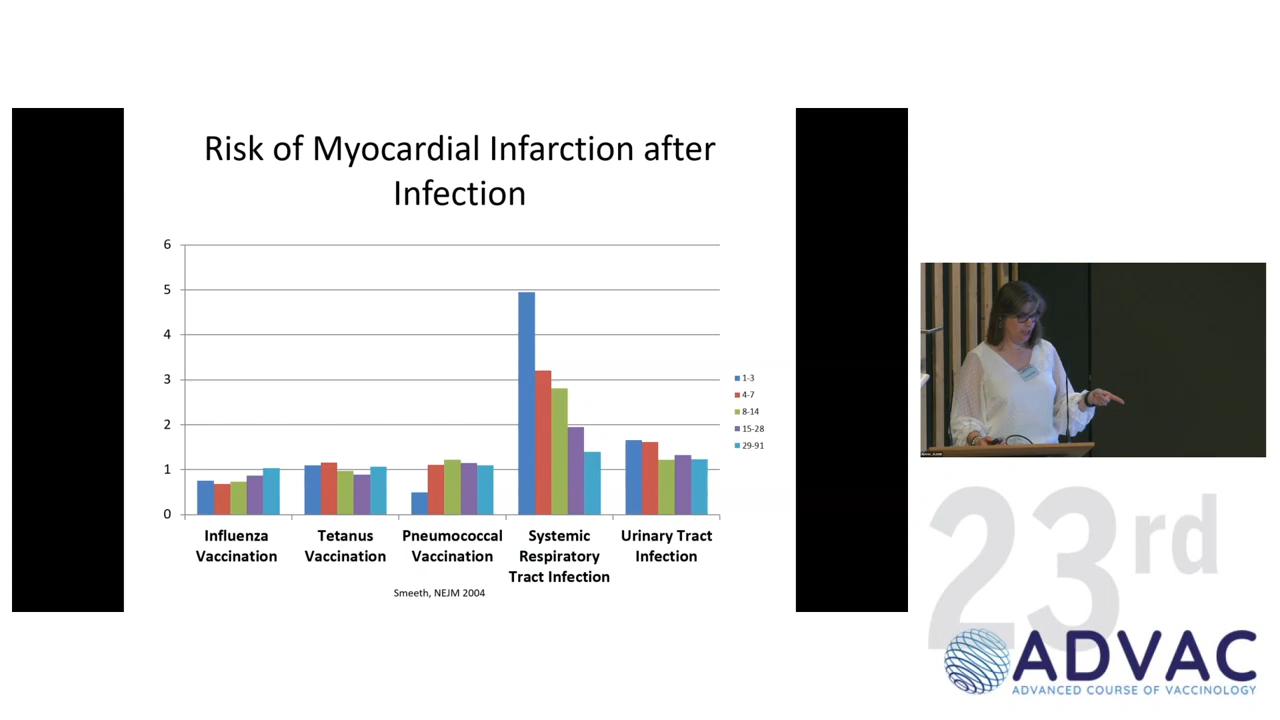 Risk of Myocardial Infarction after
Infection
6
5
4
3
2
1
0
1-3
4-7
8-14
15-28
29-91
Influenza
Vaccination
Tetanus
Vaccination
Pneumococcal
Vaccination
Systemic
Respiratory
Tract Infection
Urinary Tract
Infection
Smeeth, NEJM 2004
23rd
ADVAC
ADVANCED COURSE OF VACCINOLOGY